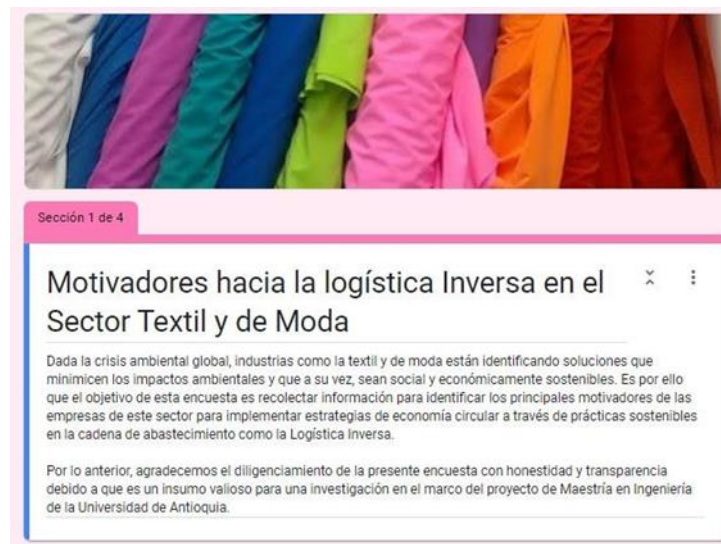 Sección 1 de 4
Motivadores hacia la logística Inversa en el
Sector Textil y de Moda
Dada la crisis ambiental global, industrias como la textil y de moda están identificando soluciones que
minimicen los impactos ambientales y que a su vez, sean social y económicamente sostenibles. Es por ello
que el objetivo de esta encuesta es recolectar información para identificar los principales motivadores de las
empresas de este sector para implementar estrategias de economía circular a través de prácticas sostenibles
en la cadena de abastecimiento como la Logística Inversa.
Por lo anterior, agradecemos el diligenciamiento de la presente encuesta con honestidad y transparencia
debido a que es un insumo valioso para una investigación en el marco del proyecto de Maestría en Ingeniería
de la Universidad de Antioquia.